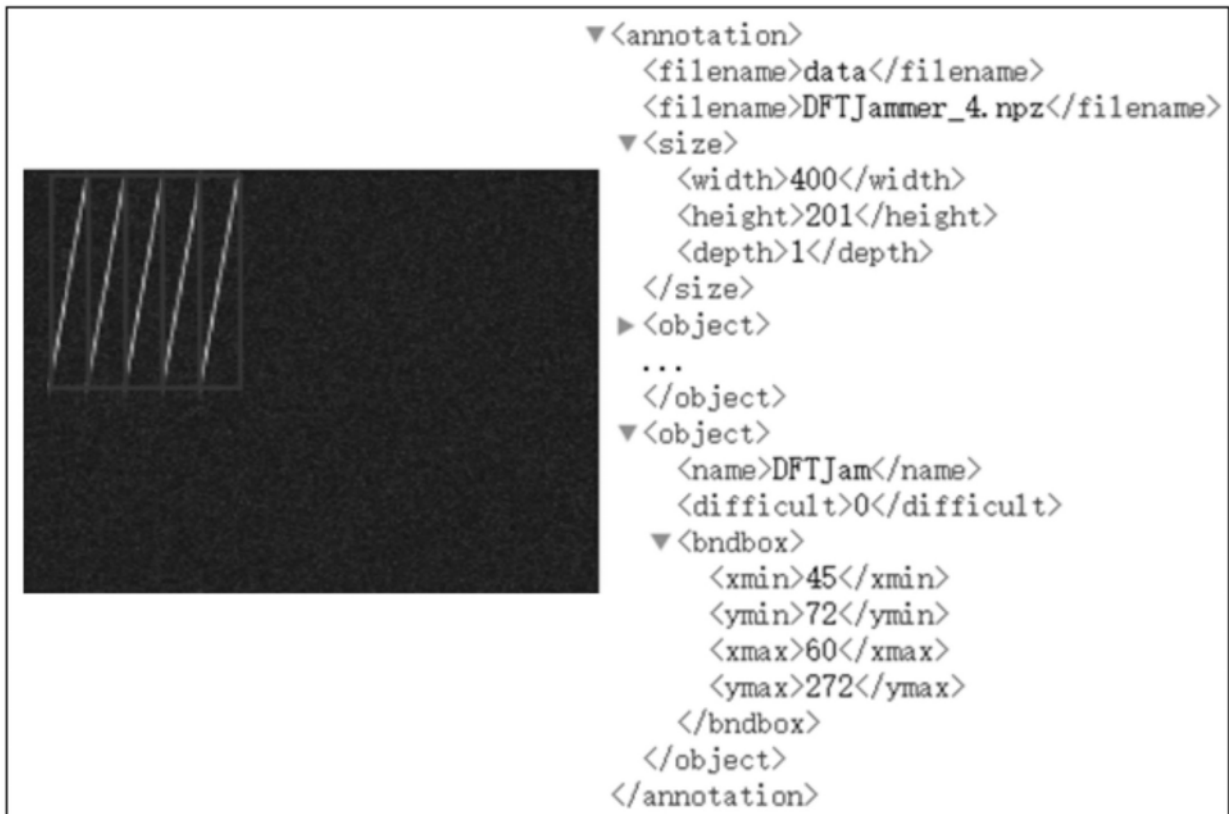 ▼<annotation>
<filename>data</filename>
<filename>DFTJammer_4.npz</filename>
▼<size>
<width>400</width>
<height>201</height>
<depth>1</depth>
</size>
▶<object>
...
</object>
▼<object>
<name>DFTJam</name>
<difficult>0</difficult>
▼<bndbox>
<xmin>45</xmin>
<ymin>72</ymin>
<xmax>60</xmax>
<ymax>272</ymax>
</bndbox>
</object>
</annotation>